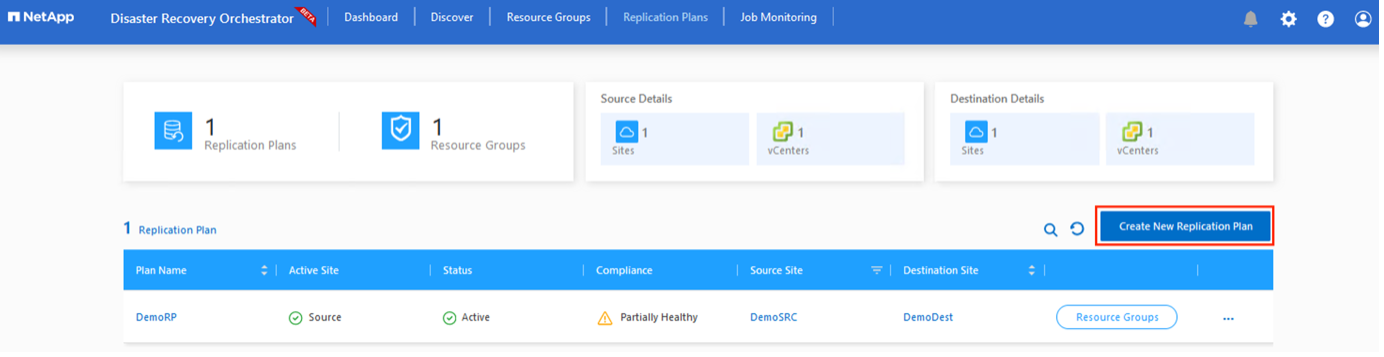 NetApp Disaster Recovery Orchestrator BETA Dashboard Discover Resource Groups Replication Plans Job Monitoring ?
1
Replication Plans
1
Resource Groups
Source Details
1
Sites
1
vCenters
Destination Details
1
Sites
1
vCenters
1 Replication Plan
Create New Replication Plan
Plan Name Active Site Status Compliance Source Site Destination Site
DemoRP Source Active Partially Healthy DemoSRC DemoDest Resource Groups ...